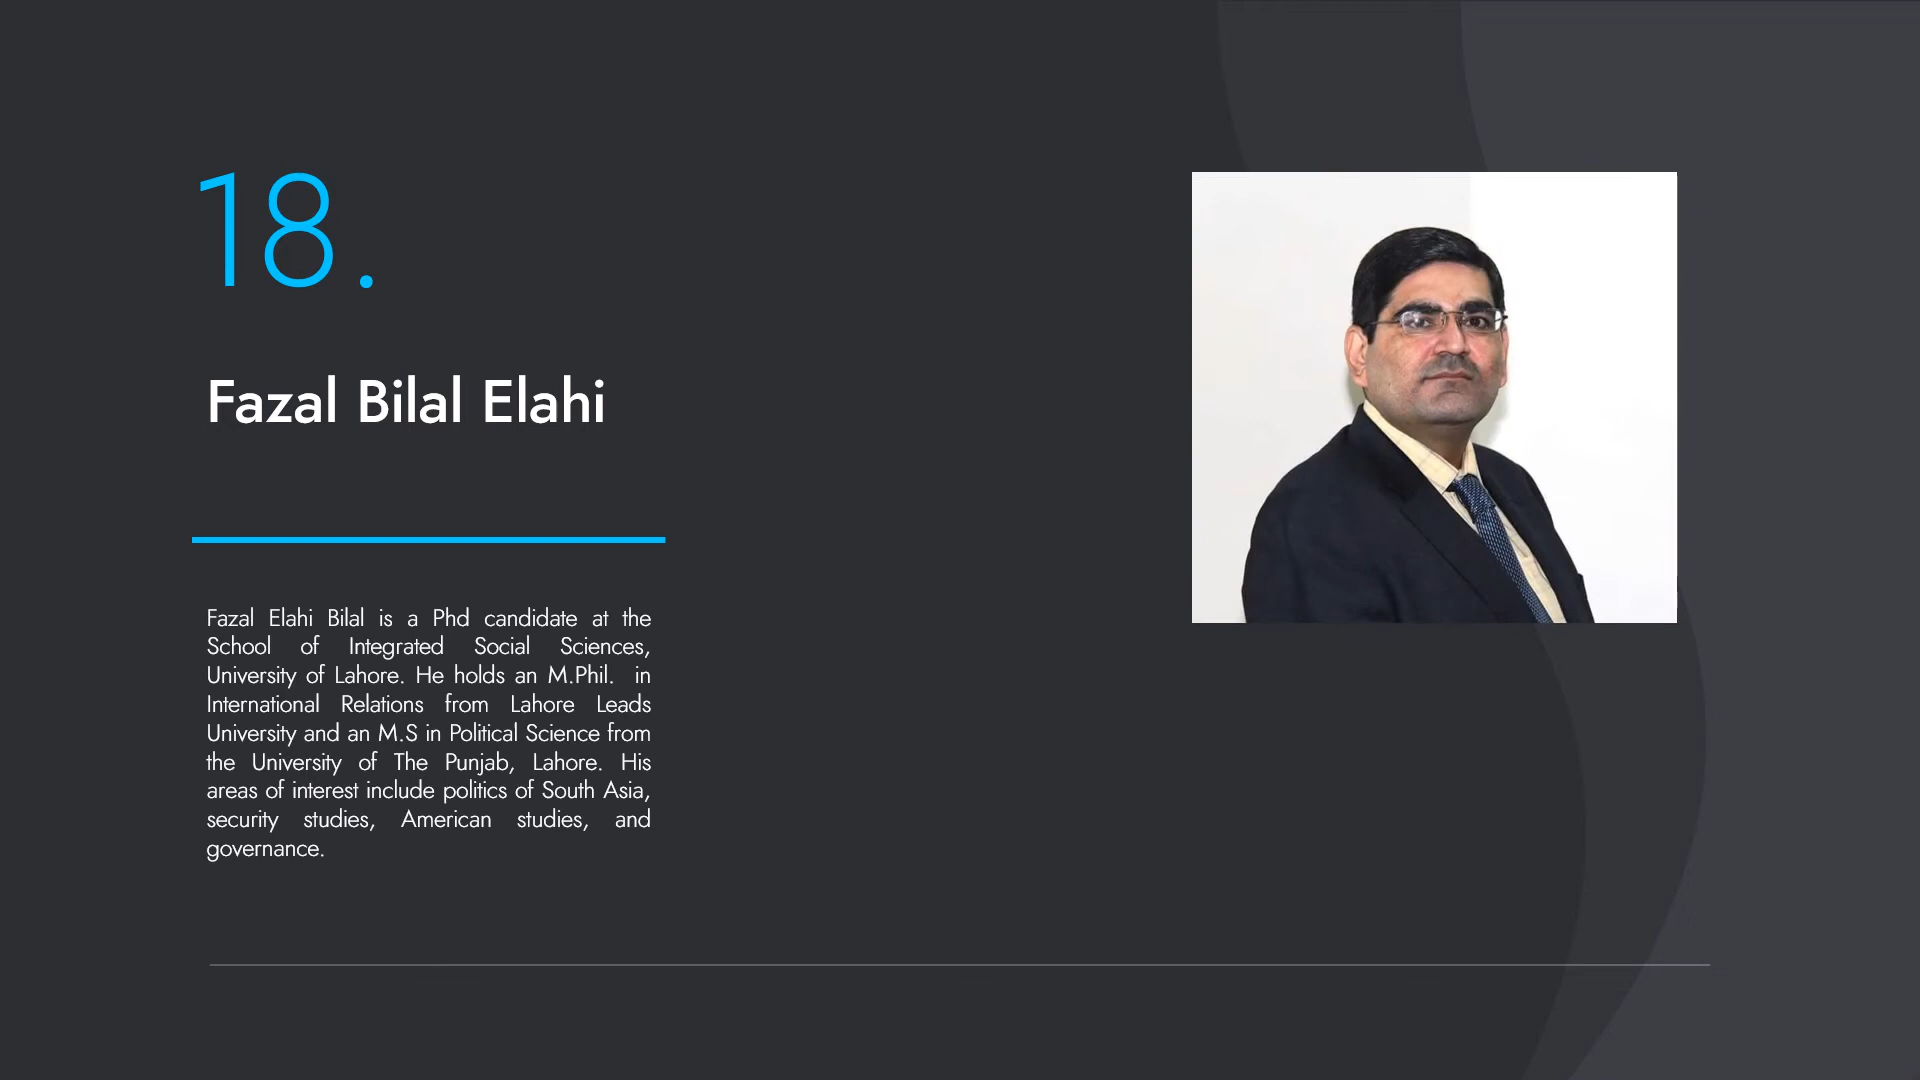 18.
Fazal Bilal Elahi
Fazal Elahi Bilal is a Phd candidate at the
School of Integrated Social Sciences,
University of Lahore. He holds an M.Phil. in
International Relations from Lahore Leads
University and an M.S in Political Science from
the University of The Punjab, Lahore. His
areas of interest include politics of South Asia,
security studies, American studies, and
governance.